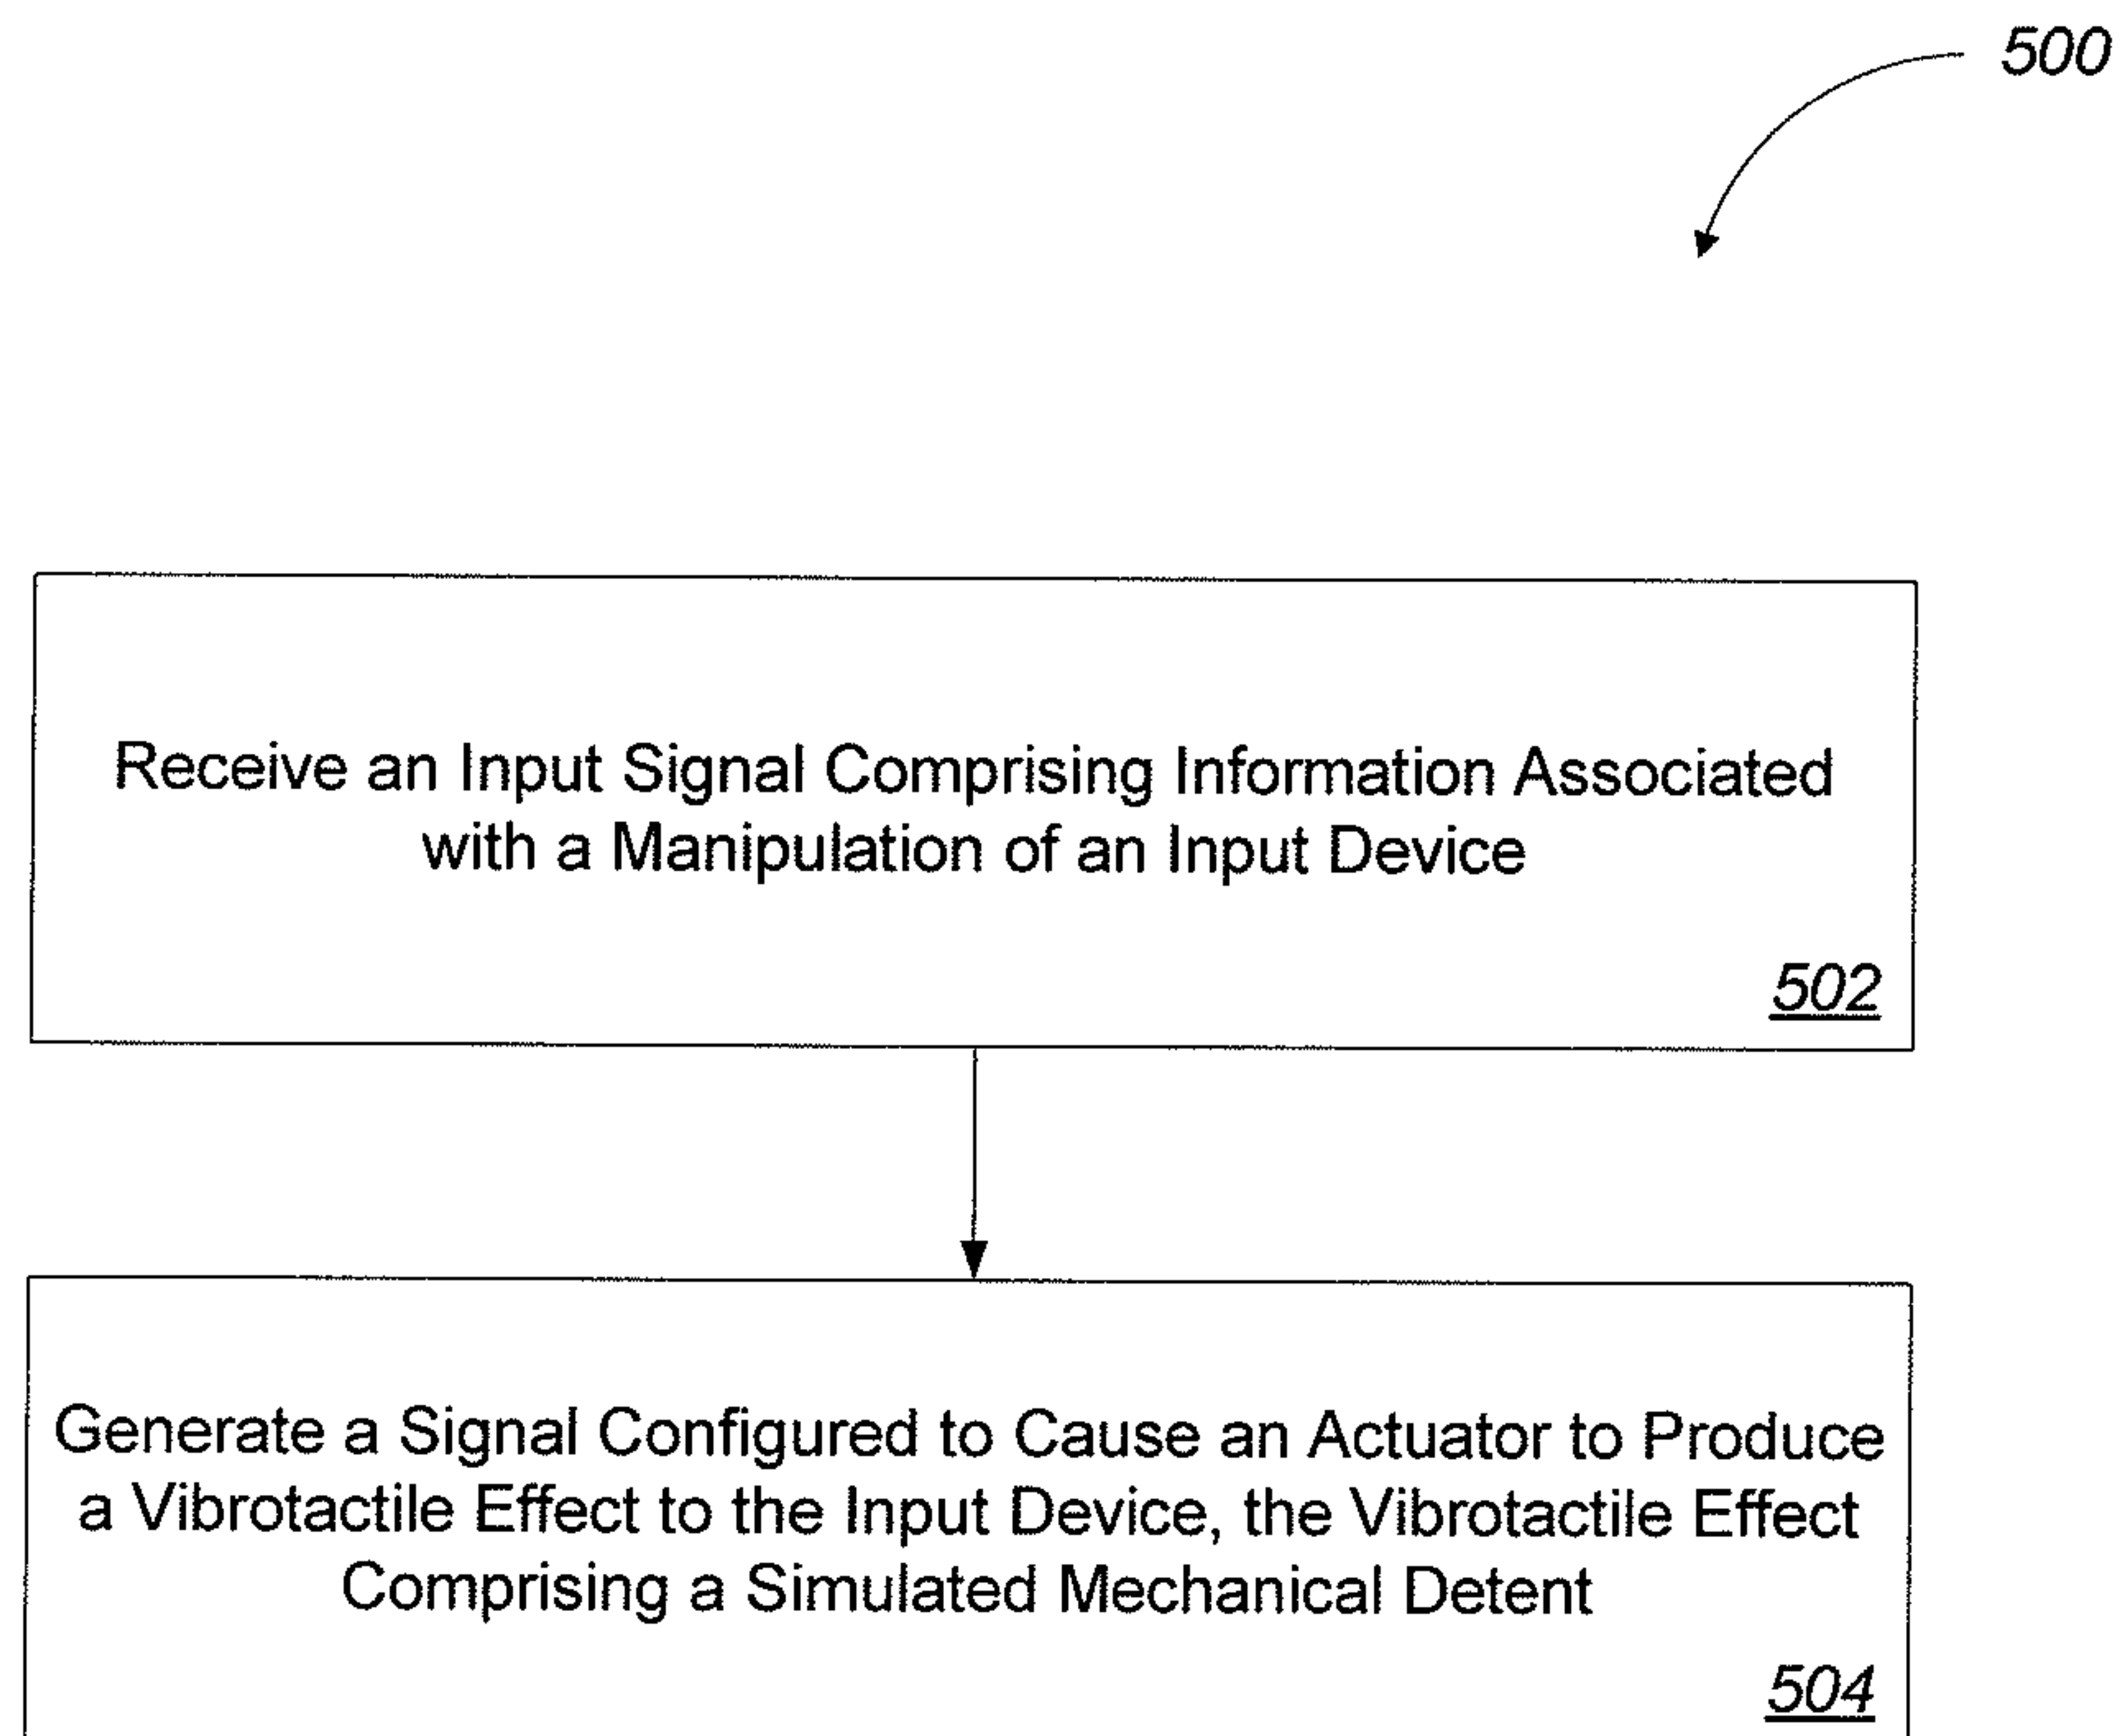 500
Receive an Input Signal Comprising Information Associated
with a Manipulation of an Input Device
502
Generate a Signal Configured to Cause an Actuator to Produce
a Vibrotactile Effect to the Input Device, the Vibrotactile Effect
Comprising a Simulated Mechanical Detent
504